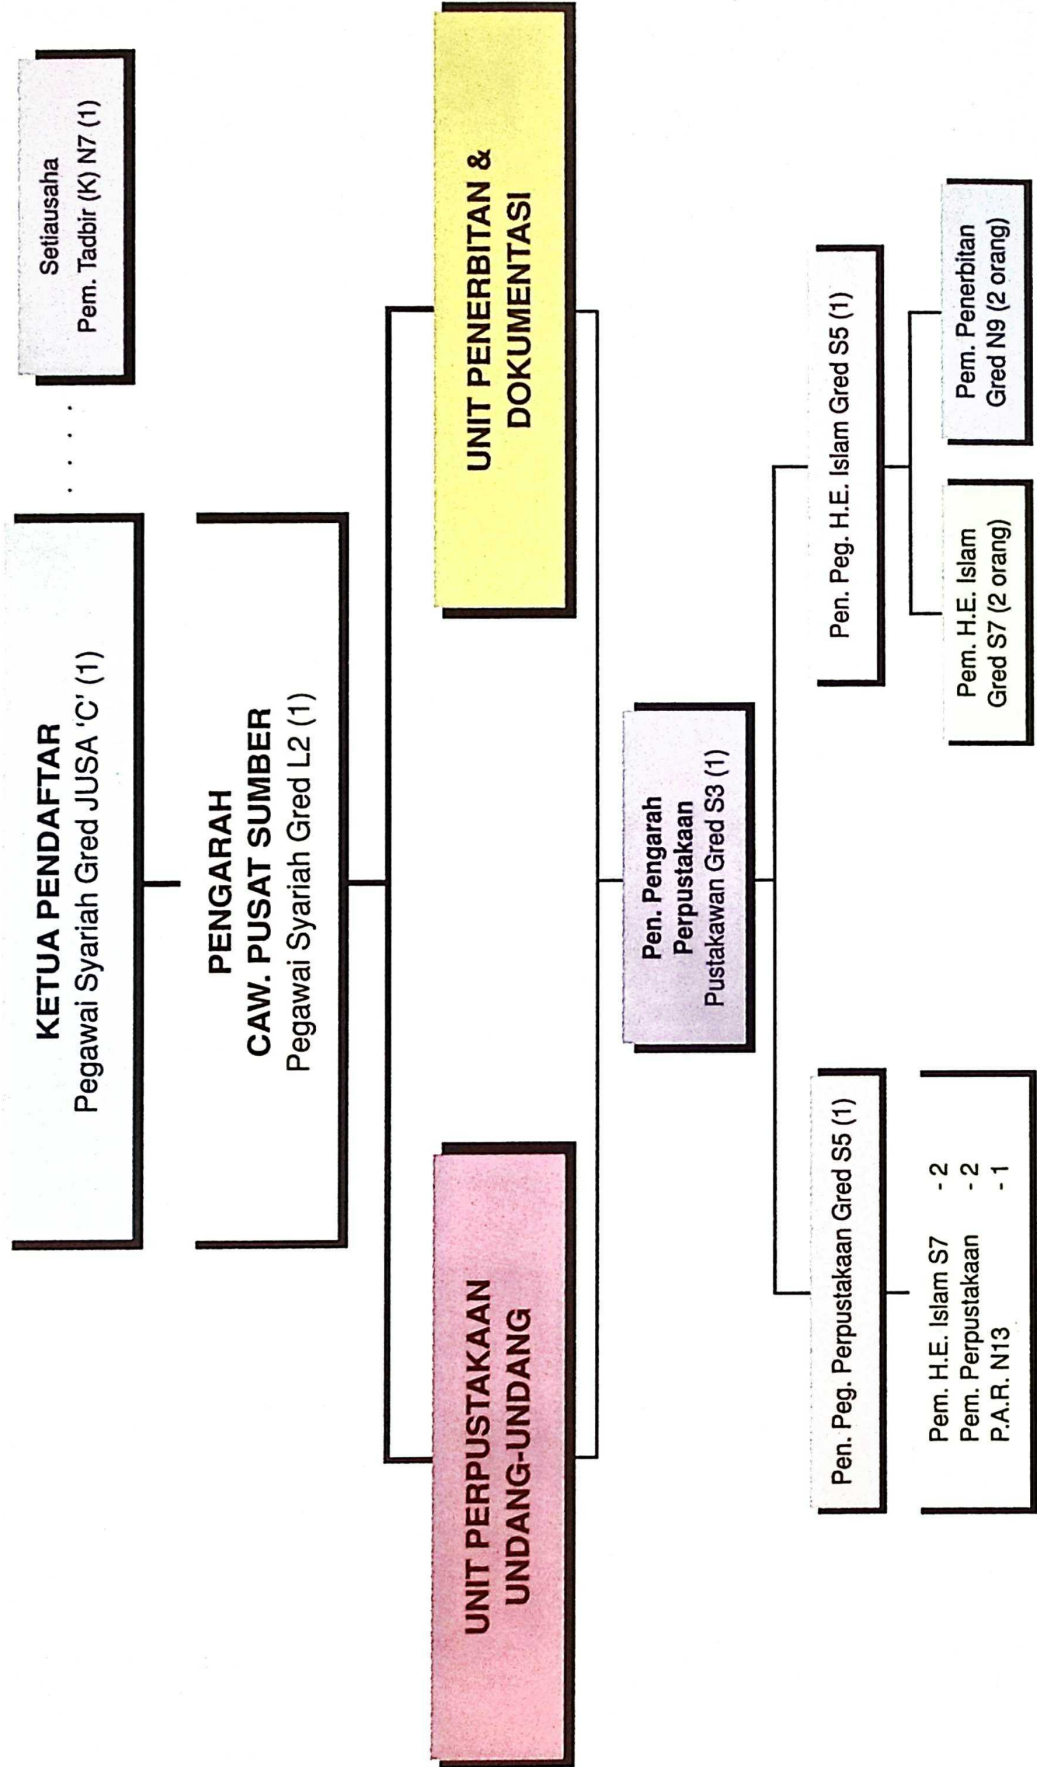 KETUA PENDAFTAR
Pegawai Syariah Gred JUSA 'C' (1)
Setiausaha
Pem. Tadbir (K) N7 (1)
PENGARAH
CAW. PUSAT SUMBER
Pegawai Syariah Gred L2 (1)
UNIT PERPUSTAKAAN
UNDANG-UNDANG
UNIT PENERBITAN &
DOKUMENTASI
Pen. Pengarah
Perpustakaan
Pustakawan Gred S3 (1)
Pen. Peg. Perpustakaan Gred S5 (1)
Pen. Peg. H.E. Islam Gred S5 (1)
Pem. H.E. Islam S7 - 2
Pem. Perpustakaan - 2
P.A.R. N13 - 1
Pem. H.E. Islam
Gred S7 (2 orang)
Pem. Penerbitan
Gred N9 (2 orang)